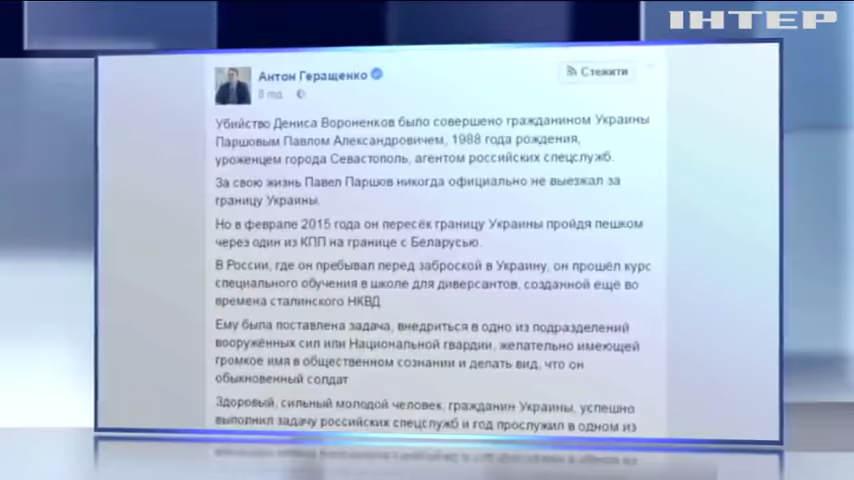 ІНТЕР
Антон Геращенко
Стежити
8 год
Убийство Дениса Вороненков было совершено гражданином Украины
Паршовым Павлом Александровичем, 1988 года рождения,
уроженцем города Севастополь, агентом российских спецслужб.
За свою жизнь Павел Паршов никогда официально не выезжал за
границу Украины.
Но в феврале 2015 года он пересёк границу Украины пройдя пешком
через один из КПП на границе с Беларусью.
В России, где он пребывал перед заброской в Украину, он прошёл курс
специального обучения в школе для диверсантов, созданной ещё во
времена сталинского НКВД
Ему была поставлена задача, внедриться в одно из подразделений
вооружённых сил или Национальной гвардии, желательно имеющей
громкое имя в общественном сознании и делать вид, что он
обыкновенный солдат
Здоровый, сильный молодой человек, гражданин Украины, успешно
выполнил задачу российских спецслужб и год прослужил в одном из